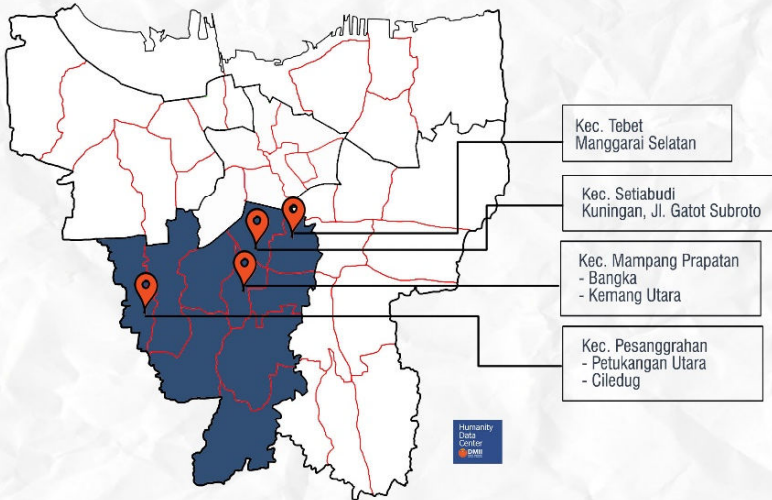 Kec. Tebet
Manggarai Selatan
Kec. Setiabudi
Kuningan, Jl. Gatot Subroto
Kec. Mampang Prapatan
- Bangka
- Kemang Utara
Kec. Pesanggrahan
- Petukangan Utara
- Ciledug
Humanity
Data
Center
DMII